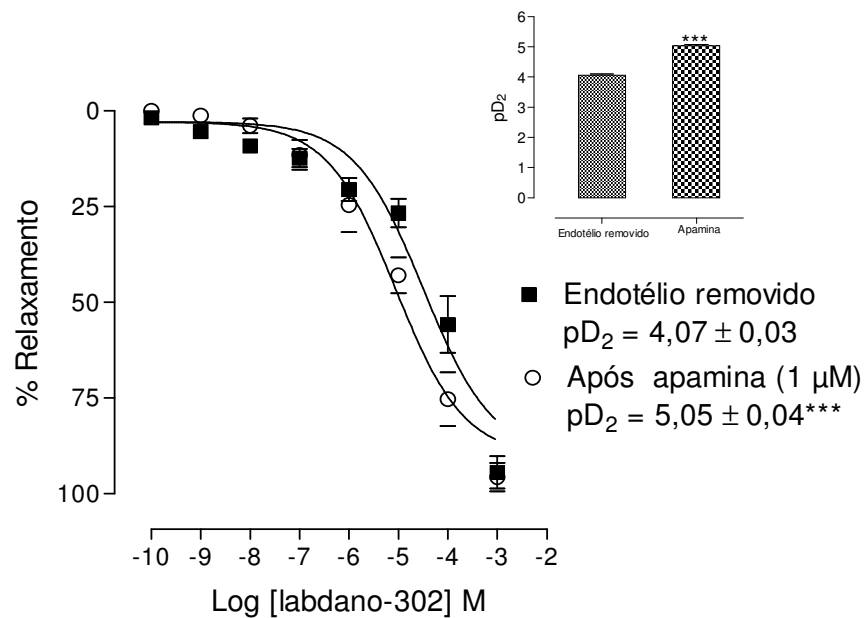 6
5
4
3
2
1
0
pD2
***
Endotélio removido
Apamina
0
25
50
75
100
% Relaxamento
-10 -9 -8 -7 -6 -5 -4 -3 -2
Log [labdano-302] M
Endotélio removido
pD2 = 4,07 ± 0,03
Após apamina (1 µM)
pD2 = 5,05 ± 0,04***